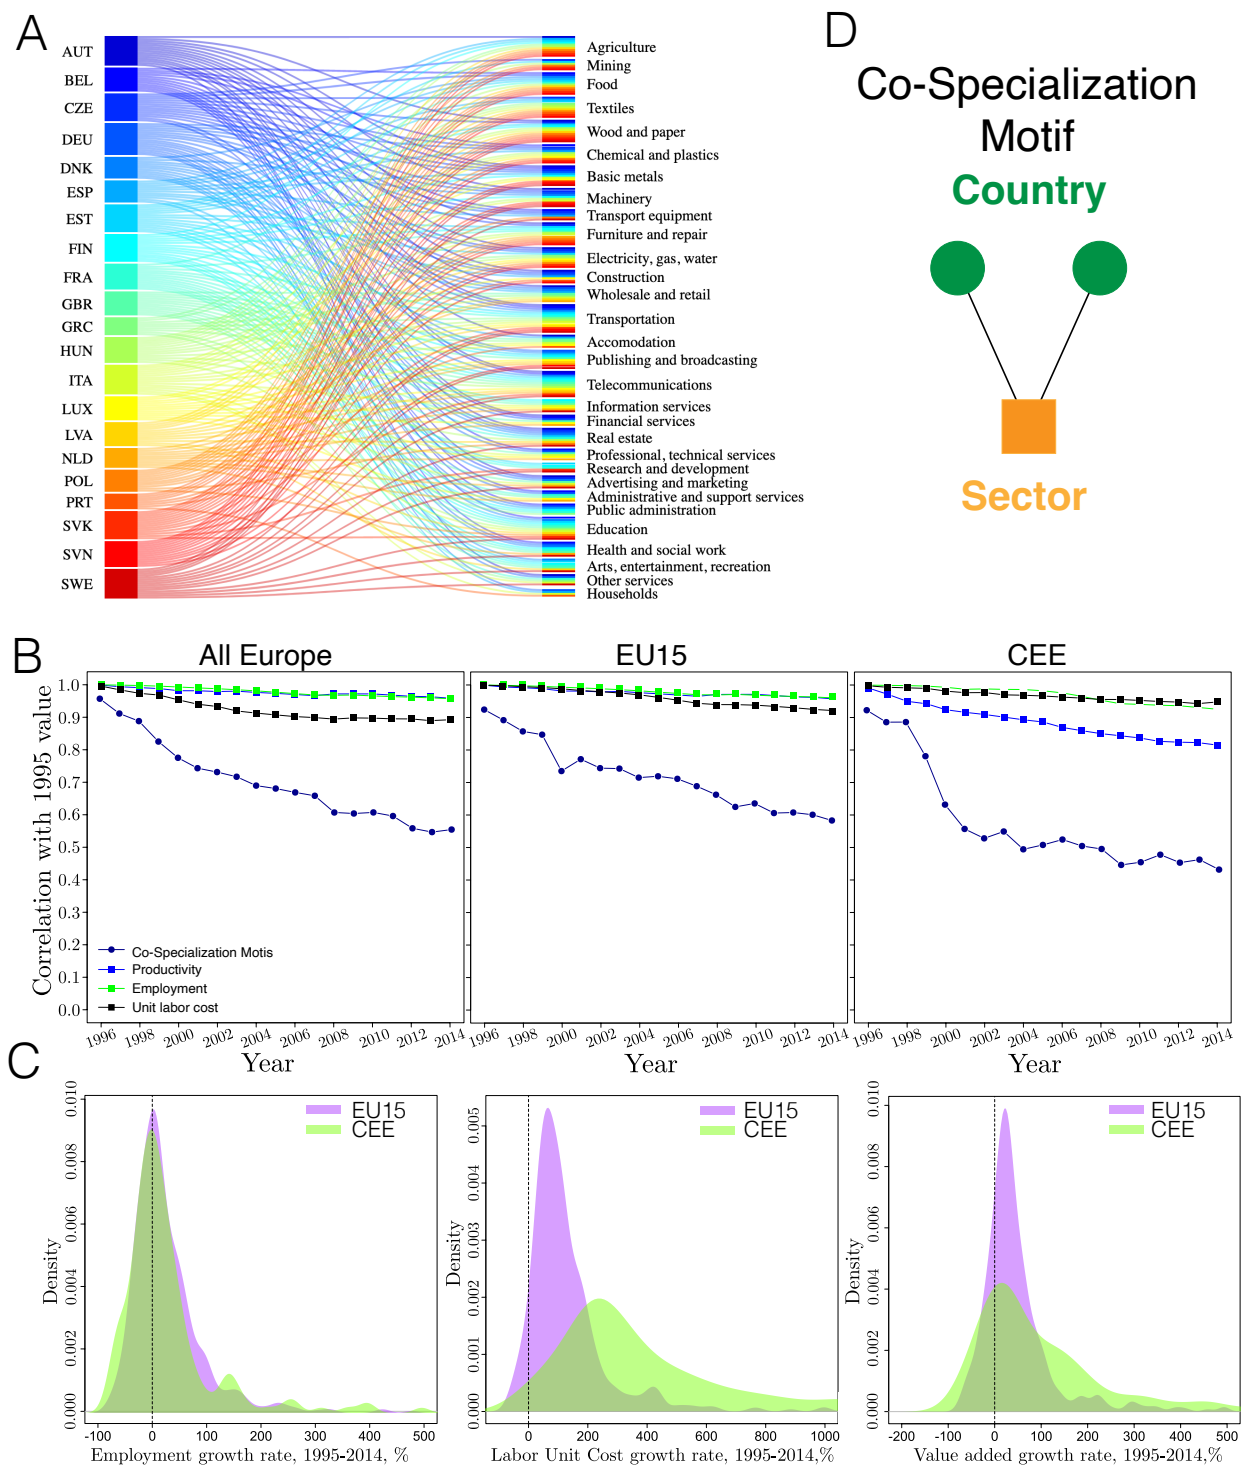 A
AUT
BEL
CZE
DEU
DNK
ESP
EST
FIN
FRA
GBR
GRC
HUN
ITA
LUX
LVA
NLD
POL
PRT
SVK
SVN
SWE
Agriculture
Mining
Food
Textiles
Wood and paper
Chemical and plastics
Basic metals
Machinery
Transport equipment
Furniture and repair
Electricity, gas, water
Construction
Wholesale and retail
Transportation
Accomodation
Publishing and broadcasting
Telecommunications
Information services
Financial services
Real estate
Professional, technical services
Research and development
Advertising and marketing
Administrative and support services
Public administration
Education
Health and social work
Arts, entertainment, recreation
Other services
Households
D
Co-Specialization
Motif
Country
Sector
B
All Europe
EU15
CEE
Correlation with 1995 value
1.0
0.9
0.8
0.7
0.6
0.5
0.4
0.3
0.2
0.1
0.0
Co-Specialization Motis
Productivity
Employment
Unit labor cost
1996 1998 2000 2002 2004 2006 2008 2010 2012 2014
1996 1998 2000 2002 2004 2006 2008 2010 2012 2014
1996 1998 2000 2002 2004 2006 2008 2010 2012 2014
Year
Year
Year
C
Density
0.010
0.008
0.006
0.004
0.002
0.000
EU15
CEE
-100 0 100 200 300 400 500
Employment growth rate, 1995-2014, %
Density
0.005
0.004
0.003
0.002
0.001
0.000
EU15
CEE
0 200 400 600 800 1000
Labor Unit Cost growth rate, 1995-2014,%
Density
0.010
0.008
0.006
0.004
0.002
0.000
EU15
CEE
-200 -100 0 100 200 300 400 500
Value added growth rate, 1995-2014,%